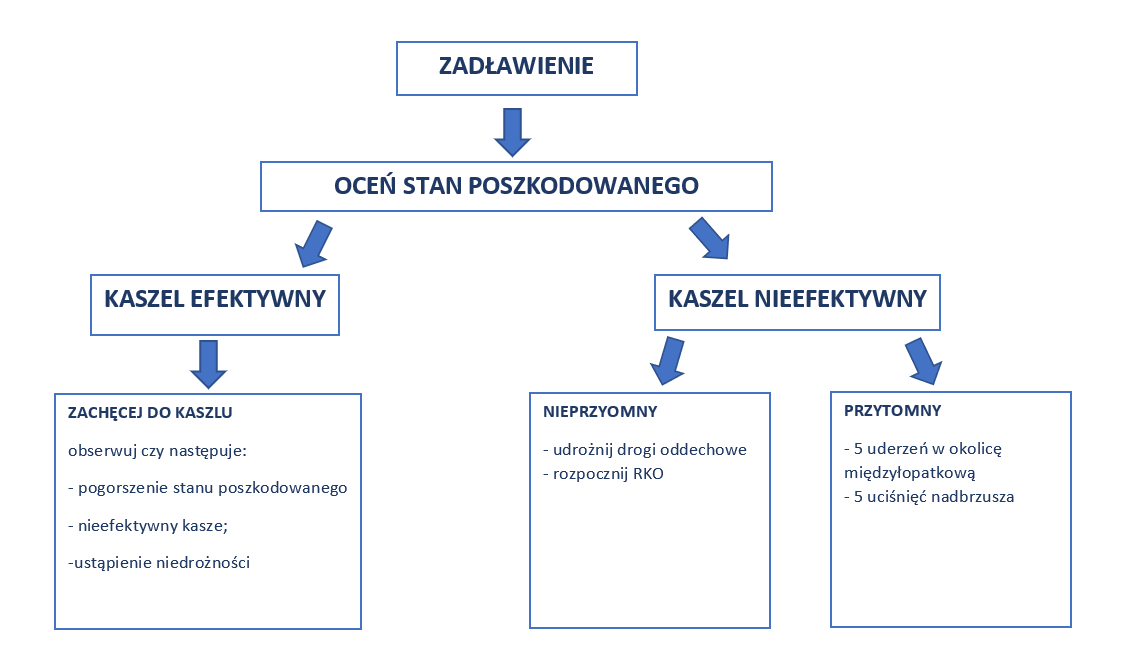 ZADŁAWIENIE
OCEŃ STAN POSZKODOWANEGO
KASZEL EFEKTYWNY
KASZEL NIEEFEKTYWNY
ZACHĘCEJ DO KASZLU
obserwuj czy następuje:
- pogorszenie stanu poszkodowanego
- nieefektywny kasze;
-ustąpienie niedrożności
NIEPRZYOMNY
- udrożnij drogi oddechowe
- rozpocznij RKO
PRZYTOMNY
- 5 uderzeń w okolicę
międzyłopatkową
- 5 uciśnięć nadbrzusza